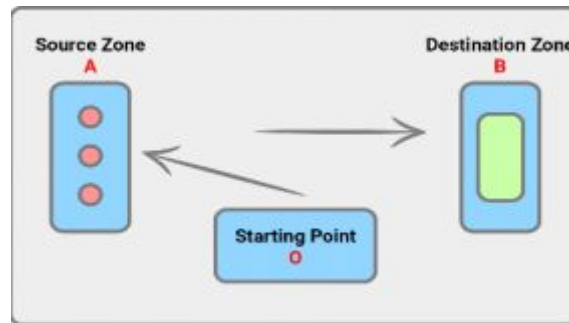 Source Zone
A
Destination Zone
B
Starting Point
O